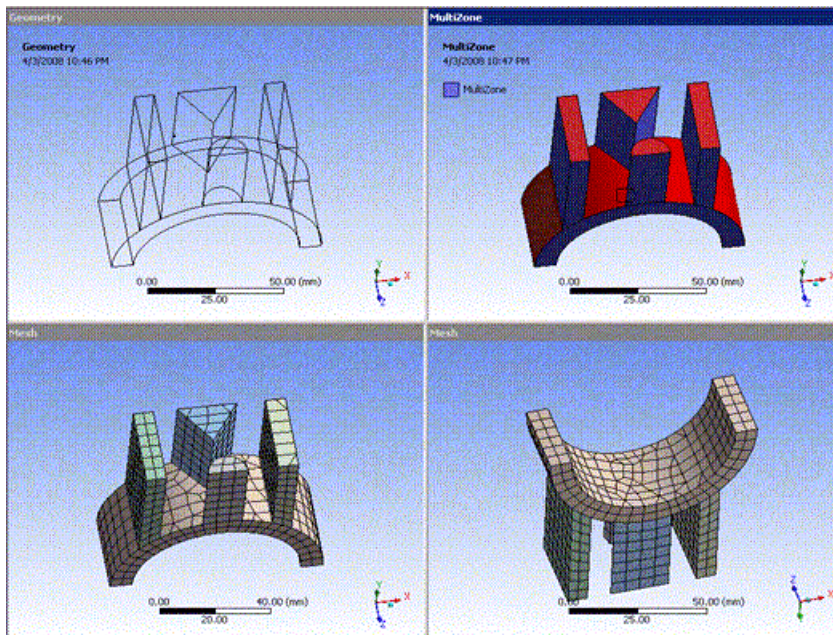 Geometry
Geometry
4/3/2008 10:46 PM
0.00
50.00 (mm)
25.00
Y
X
Z
MultiZone
MultiZone
4/3/2008 10:47 PM
MultiZone
0.00
50.00 (mm)
25.00
Y
X
Z
Mesh
0.00
40.00 (mm)
20.00
Y
X
Z
Mesh
0.00
50.00 (mm)
25.00
Z
X
Y